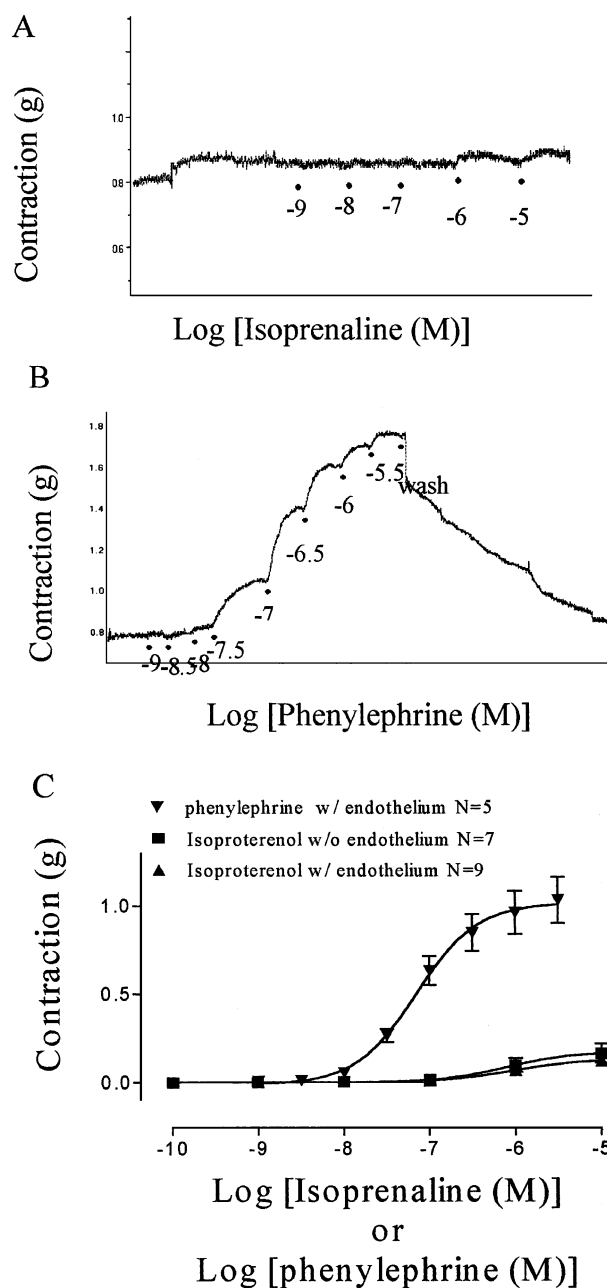 A
Contraction (g)
1.0
0.8
0.6
-9
-8
-7
-6
-5
Log [Isoprenaline (M)]
B
Contraction (g)
1.8
1.6
1.4
1.2
1.0
0.8
-9
-8.5
-8
-7.5
-7
-6.5
-6
-5.5
wash
Log [Phenylephrine (M)]
C
phenylephrine w/ endothelium N=5
Isoproterenol w/o endothelium N=7
Isoproterenol w/ endothelium N=9
Contraction (g)
1.0
0.5
0.0
-10 -9 -8 -7 -6 -5
Log [Isoprenaline (M)]
or
Log [phenylephrine (M)]